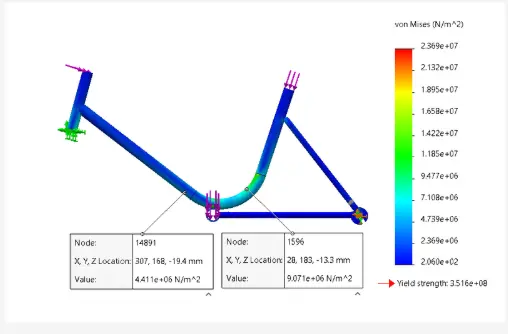 von Mises (N/m^2)
2.369e+07
2.132e+07
1.895e+07
1.658e+07
1.422e+07
1.185e+07
9.477e+06
7.108e+06
4.739e+06
2.369e+06
2.060e+02
Yield strength: 3.516e+08
Node: 14891
X, Y, Z Location: 307, 168, -19.4 mm
Value: 4.411e+06 N/m^2
Node: 1596
X, Y, Z Location: 28, 183, -13.3 mm
Value: 9.071e+06 N/m^2